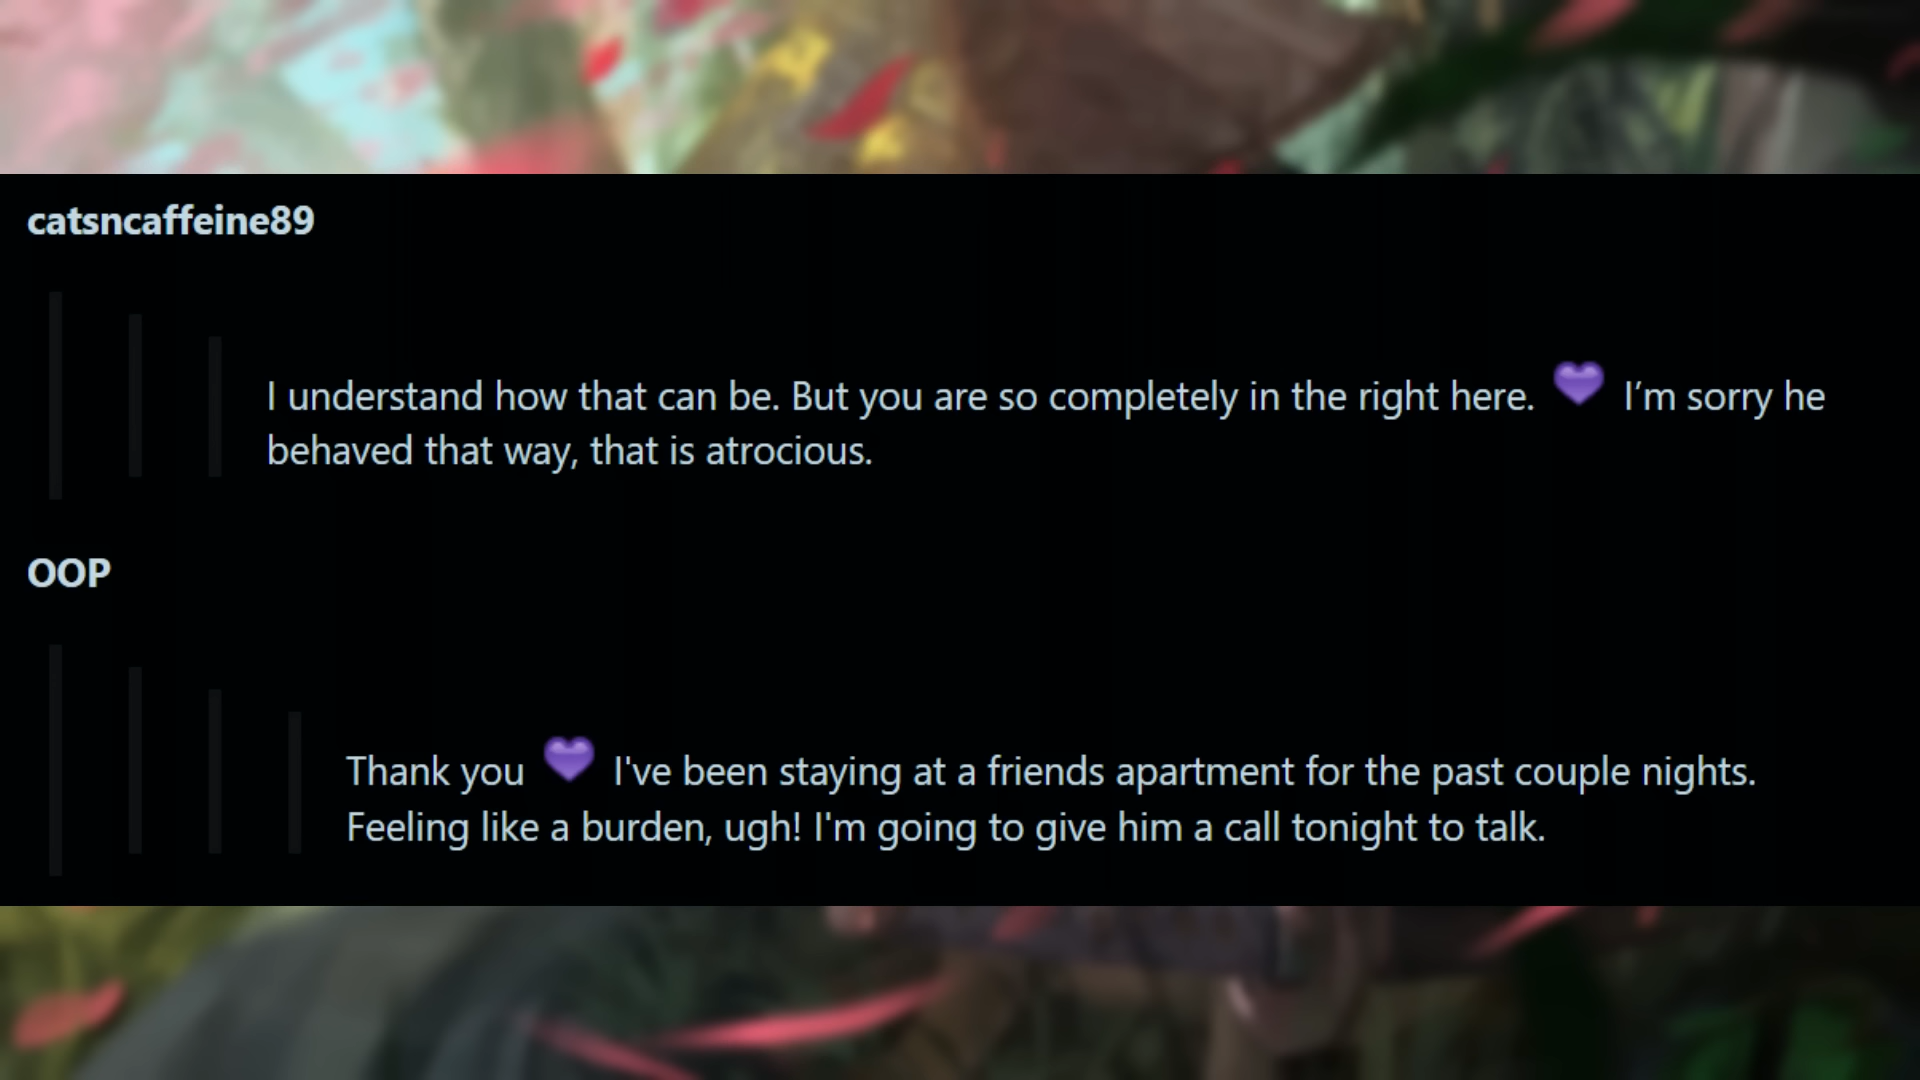 catsncaffeine89
I understand how that can be. But you are so completely in the right here. 💜 I’m sorry he
behaved that way, that is atrocious.
OOP
Thank you 💜 I've been staying at a friends apartment for the past couple nights.
Feeling like a burden, ugh! I'm going to give him a call tonight to talk.